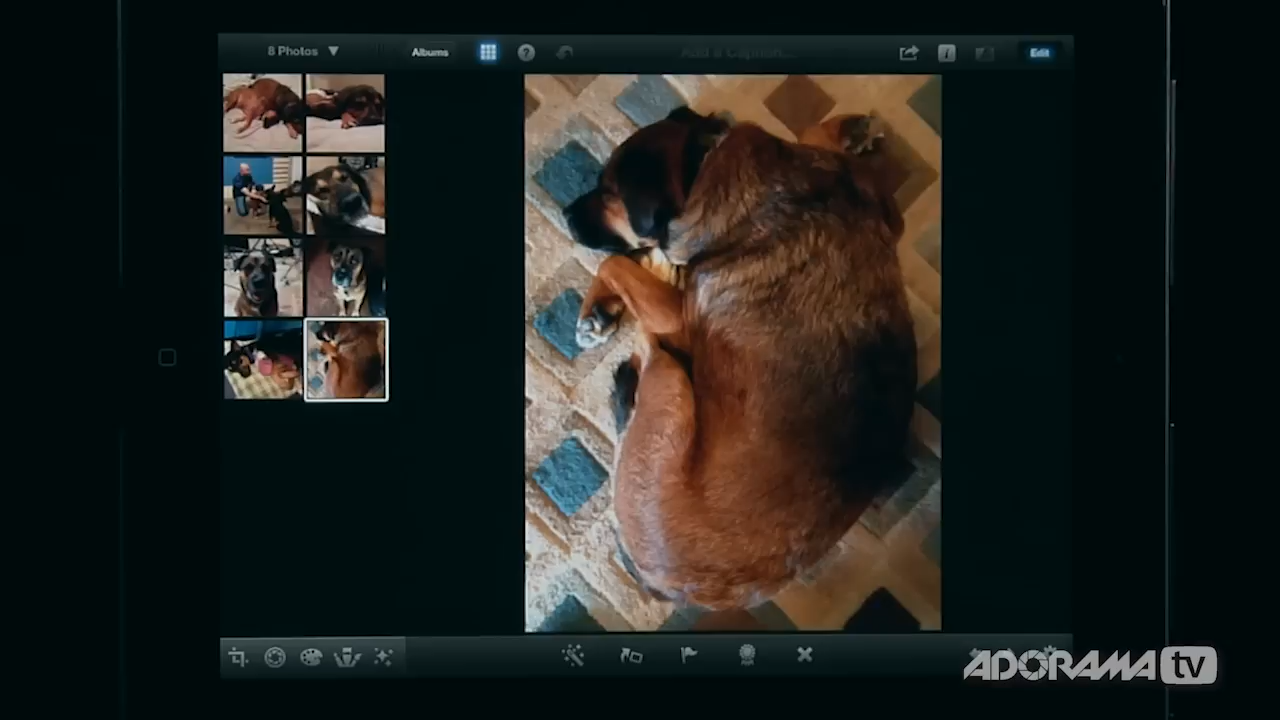 8 Photos ▼
Albums
?
Add a Caption...
i
Edit
ADORAMA tv